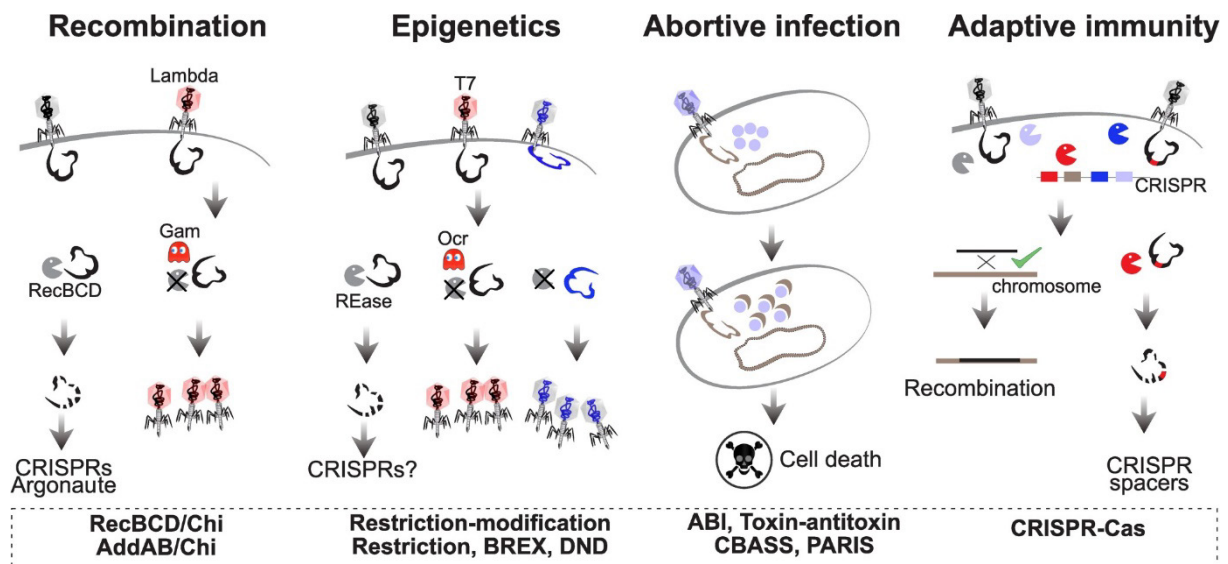 Recombination
Lambda
Gam
RecBCD
CRISPRs
Argonaute
RecBCD/Chi
AddAB/Chi
Epigenetics
T7
Ocr
REase
CRISPRs?
Restriction-modification
Restriction, BREX, DND
Abortive infection
Cell death
ABI, Toxin-antitoxin
CBASS, PARIS
Adaptive immunity
CRISPR
chromosome
Recombination
CRISPR
spacers
CRISPR-Cas